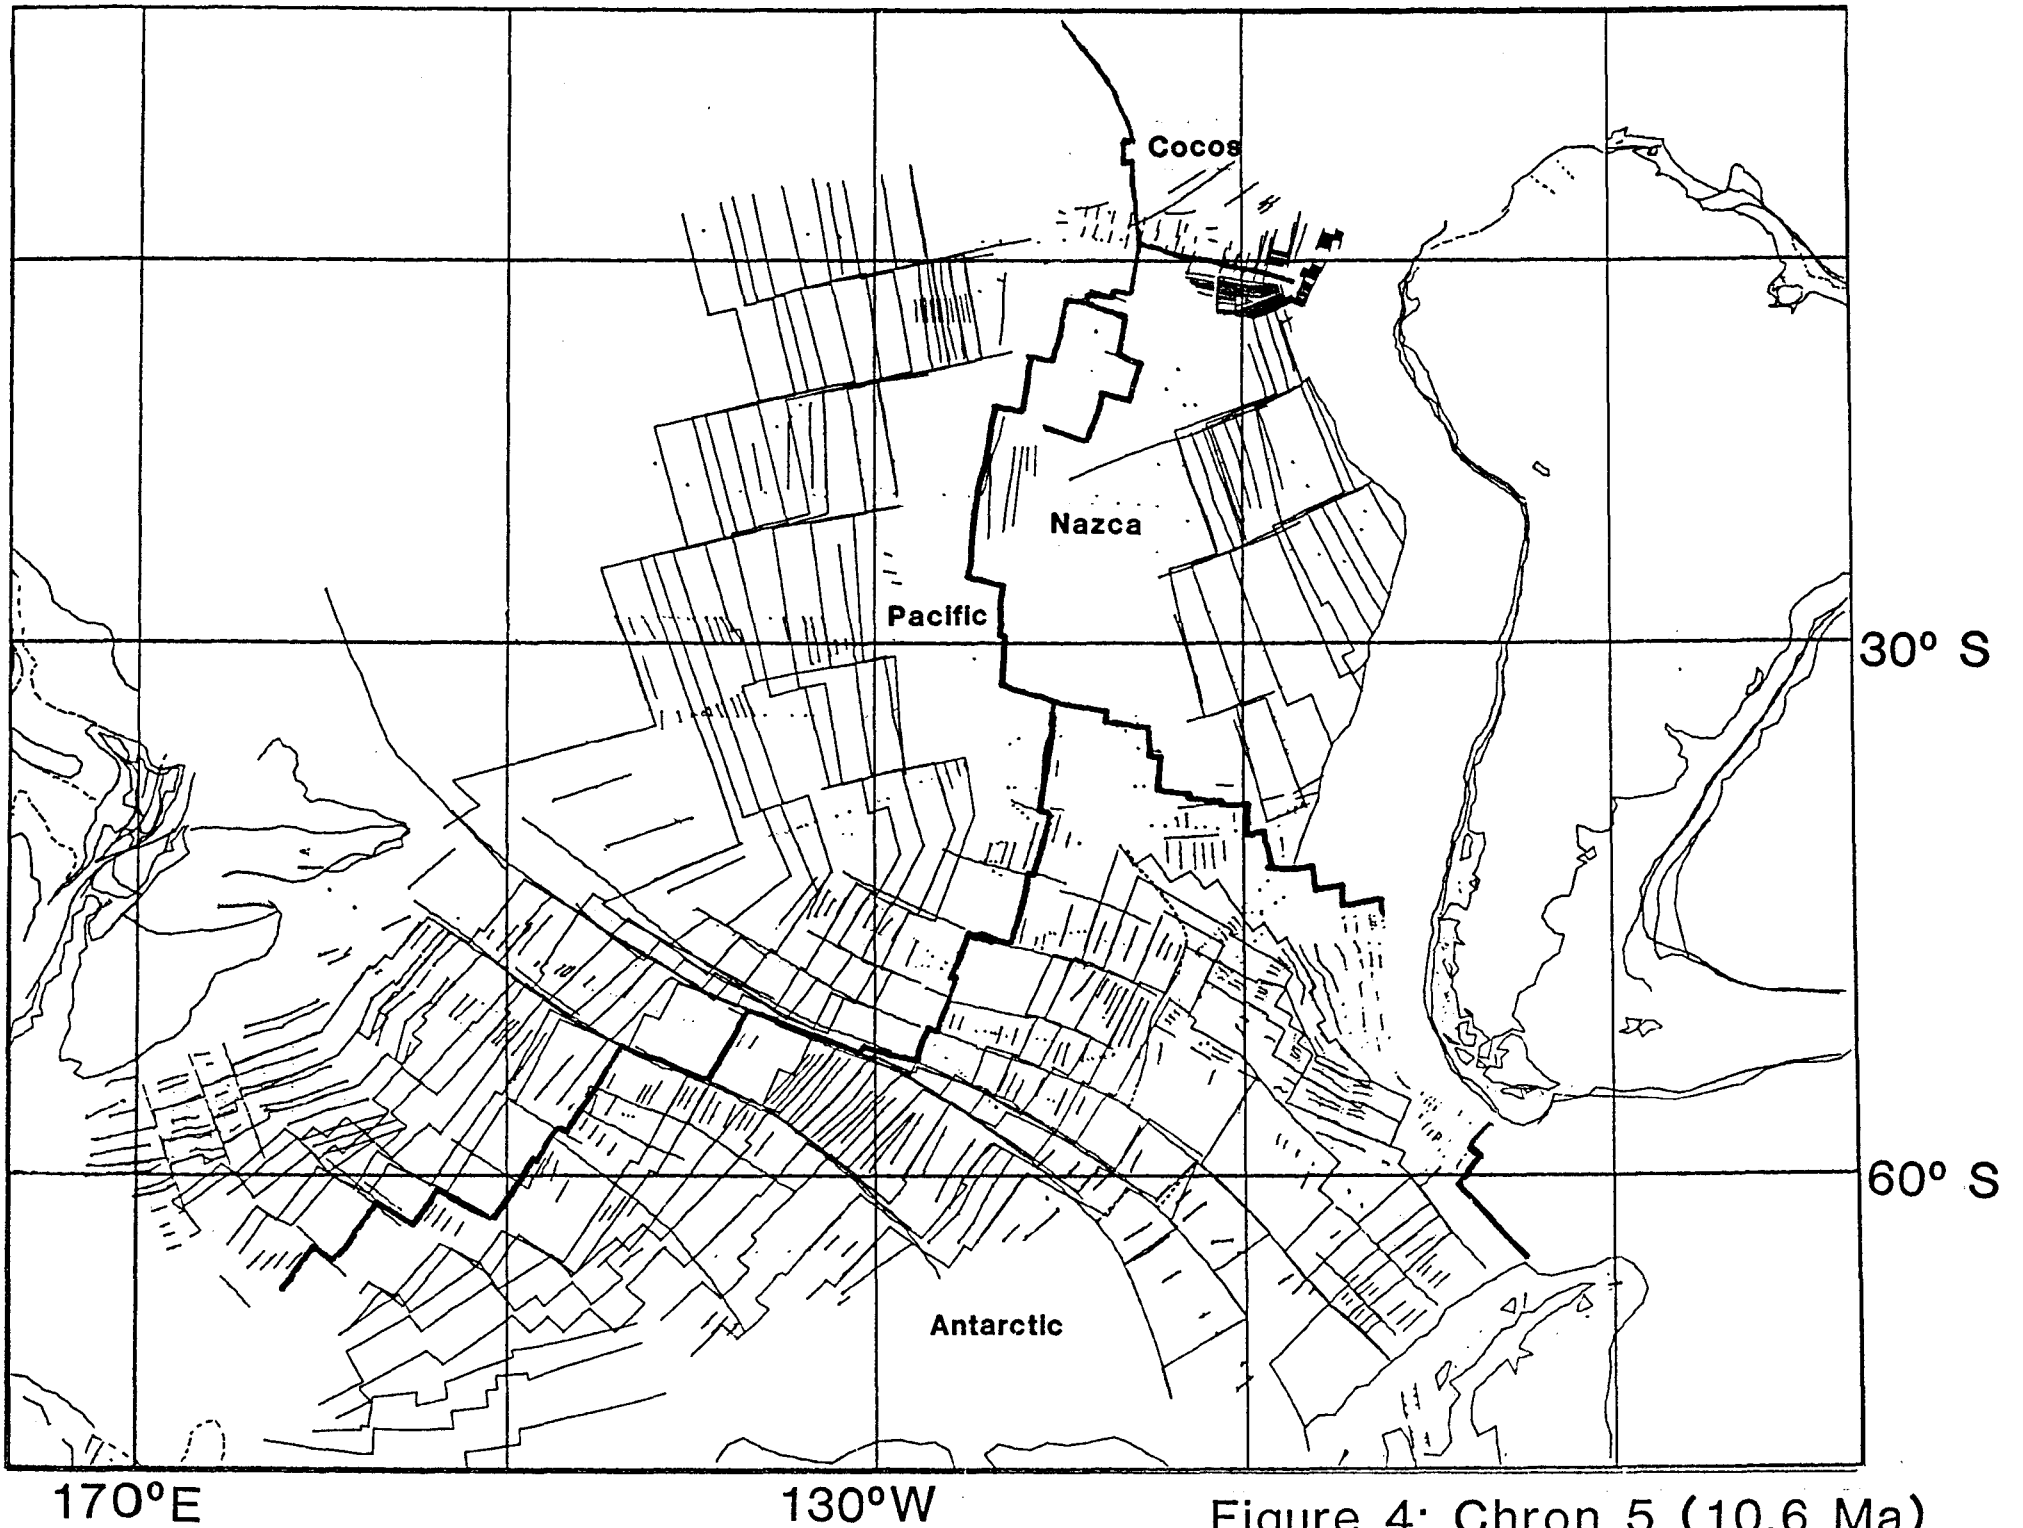 Cocos
Nazca
Pacific
30° S
60° S
Antarctic
170°E
130°W
Figure 4: Chron 5 (10.6 Ma)